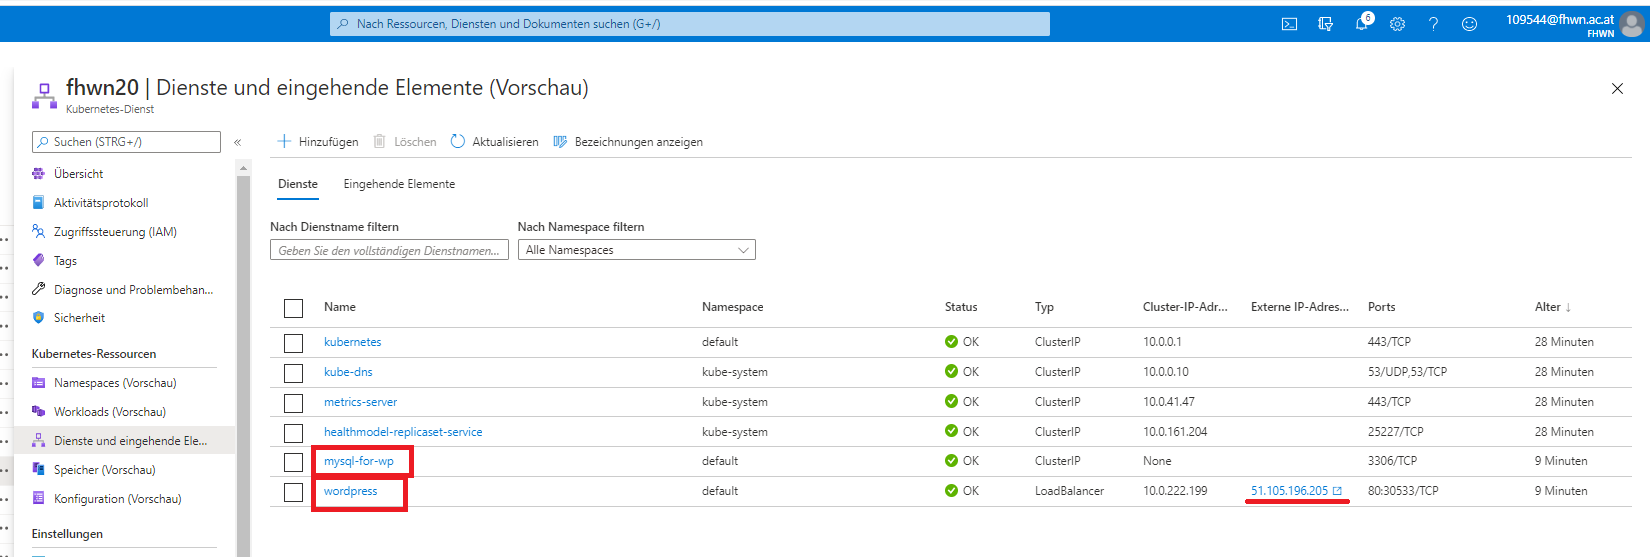 Nach Ressourcen, Diensten und Dokumenten suchen (G+/)
6
109544@fhwn.ac.at
FHWN
fhwn20 | Dienste und eingehende Elemente (Vorschau)
Kubernetes-Dienst
Suchen (STRG+/)
«
Hinzufügen
Löschen
Aktualisieren
Bezeichnungen anzeigen
Übersicht
Aktivitätsprotokoll
Zugriffssteuerung (IAM)
Tags
Diagnose und Problembehan...
Sicherheit
Kubernetes-Ressourcen
Namespaces (Vorschau)
Workloads (Vorschau)
Dienste und eingehende Ele...
Speicher (Vorschau)
Konfiguration (Vorschau)
Einstellungen
Dienste Eingehende Elemente
Nach Dienstname filtern Nach Namespace filtern
Geben Sie den vollständigen Dienstnamen... Alle Namespaces
Name Namespace Status Typ Cluster-IP-Adr... Externe IP-Adres... Ports Alter ↓
kubernetes default OK ClusterIP 10.0.0.1 443/TCP 28 Minuten
kube-dns kube-system OK ClusterIP 10.0.0.10 53/UDP,53/TCP 28 Minuten
metrics-server kube-system OK ClusterIP 10.0.41.47 443/TCP 28 Minuten
healthmodel-replicaset-service kube-system OK ClusterIP 10.0.161.204 25227/TCP 28 Minuten
mysql-for-wp default OK ClusterIP None 3306/TCP 9 Minuten
wordpress default OK LoadBalancer 10.0.222.199 51.105.196.205 80:30533/TCP 9 Minuten